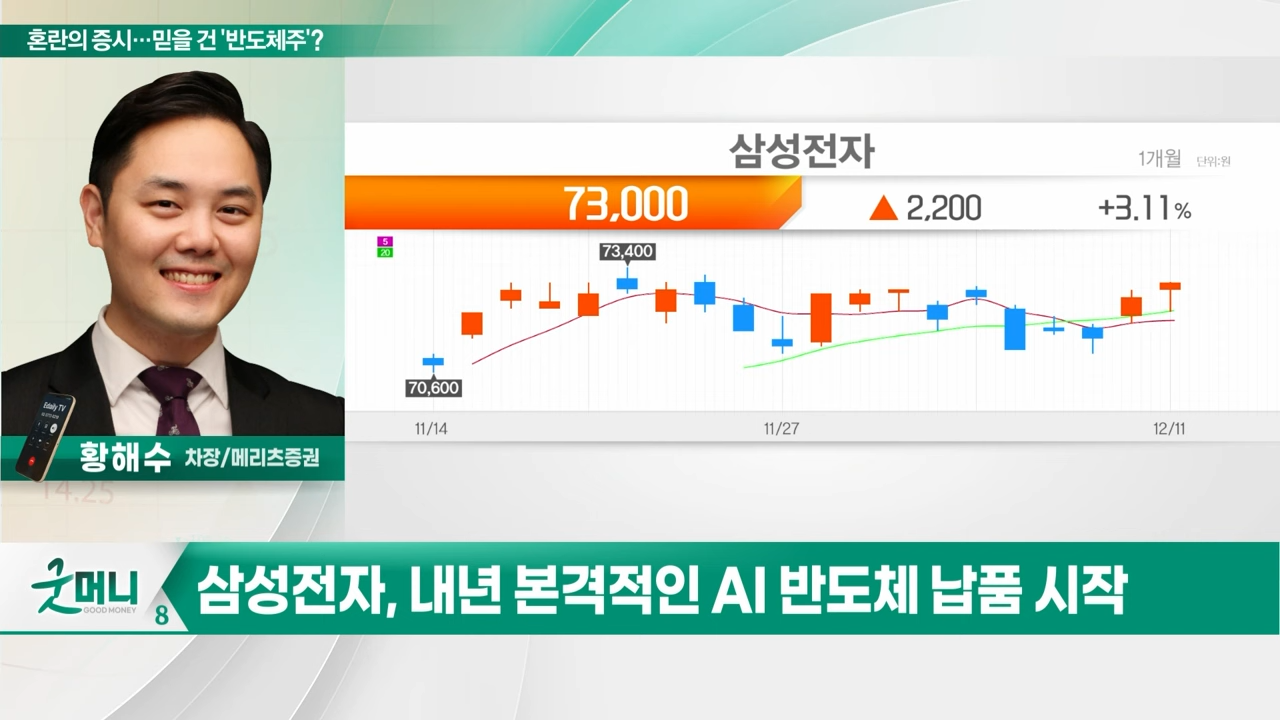 혼란의 증시…믿을 건 '반도체주'?
삼성전자
1개월 단위:원
73,000 ▲ 2,200 +3.11%
5
20
73,400
70,600
11/14 11/27 12/11
Edaily TV
황해수 차장/메리츠증권
14.25
굿머니
GOOD MONEY
8
삼성전자, 내년 본격적인 AI 반도체 납품 시작